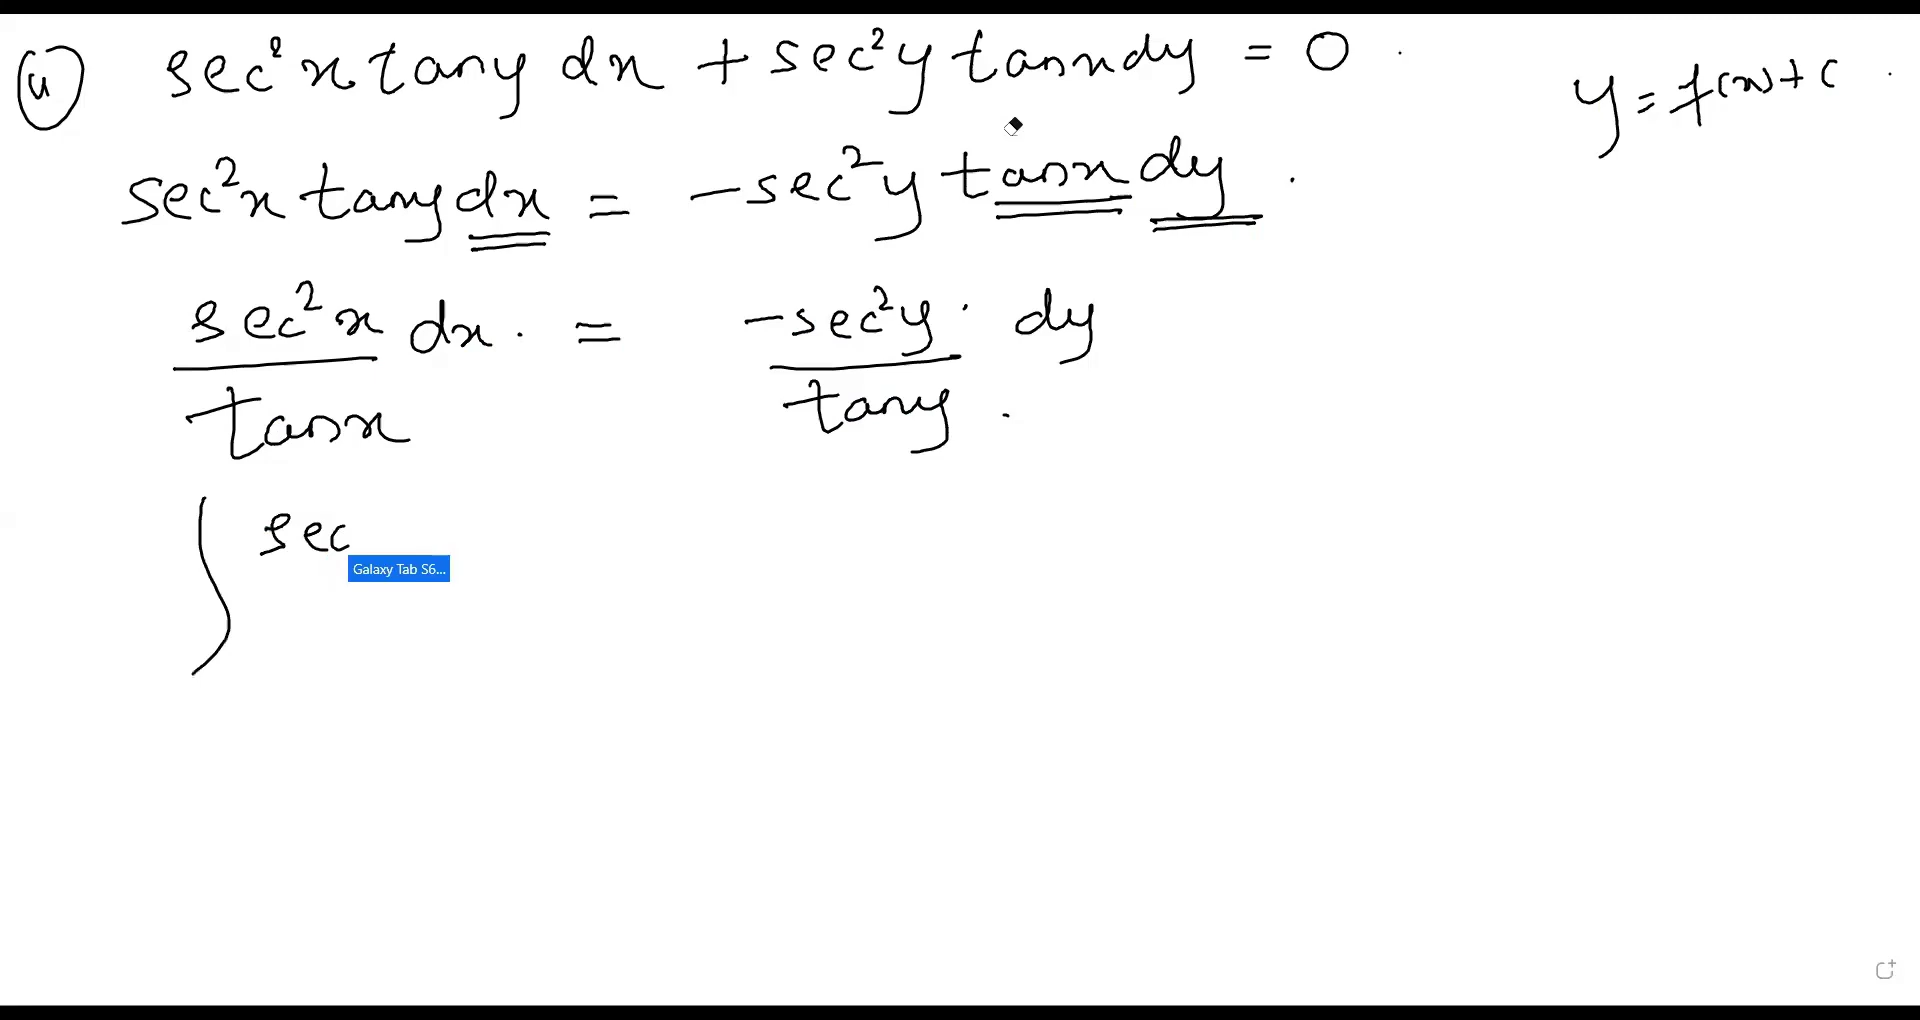 (ii) sec²x tany dx + sec²y tanx dy = 0
y = f(x) + c
sec²x tany dx = -sec²y tanx dy.
sec²x/tanx dx. = -sec²y/tany. dy
∫ sec
Galaxy Tab S6...